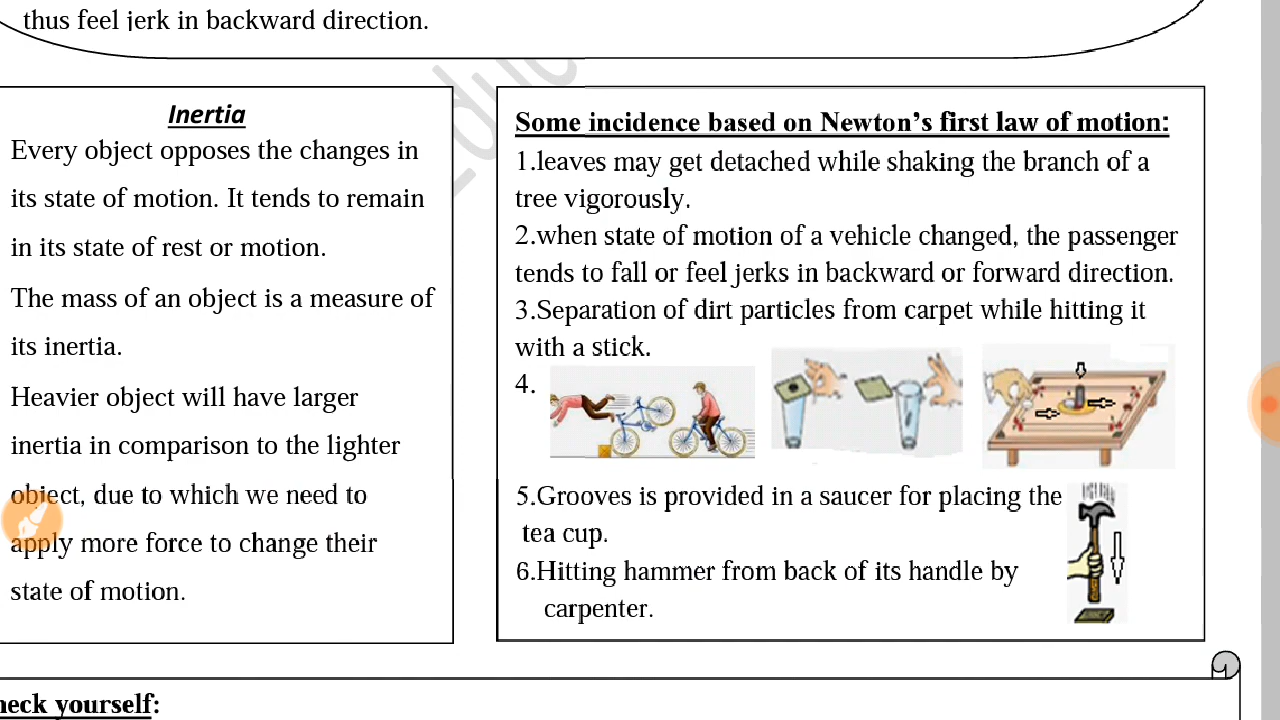 thus feel jerk in backward direction.
Inertia
Every object opposes the changes in
its state of motion. It tends to remain
in its state of rest or motion.
The mass of an object is a measure of
its inertia.
Heavier object will have larger
inertia in comparison to the lighter
object, due to which we need to
apply more force to change their
state of motion.
Some incidence based on Newton's first law of motion:
1.leaves may get detached while shaking the branch of a
tree vigorously.
2.when state of motion of a vehicle changed, the passenger
tends to fall or feel jerks in backward or forward direction.
3.Separation of dirt particles from carpet while hitting it
with a stick.
4.
5.Grooves is provided in a saucer for placing the
tea cup.
6.Hitting hammer from back of its handle by
carpenter.
yourself: